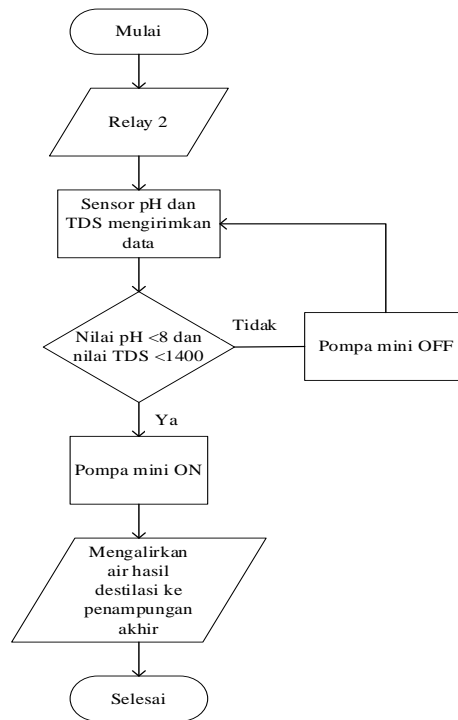 Mulai
Relay 2
Sensor pH dan
TDS mengirimkan
data
Nilai pH <8 dan
nilai TDS <1400
Tidak
Pompa mini OFF
Ya
Pompa mini ON
Mengalirkan
air hasil
destilasi ke
penampungan
akhir
Selesai